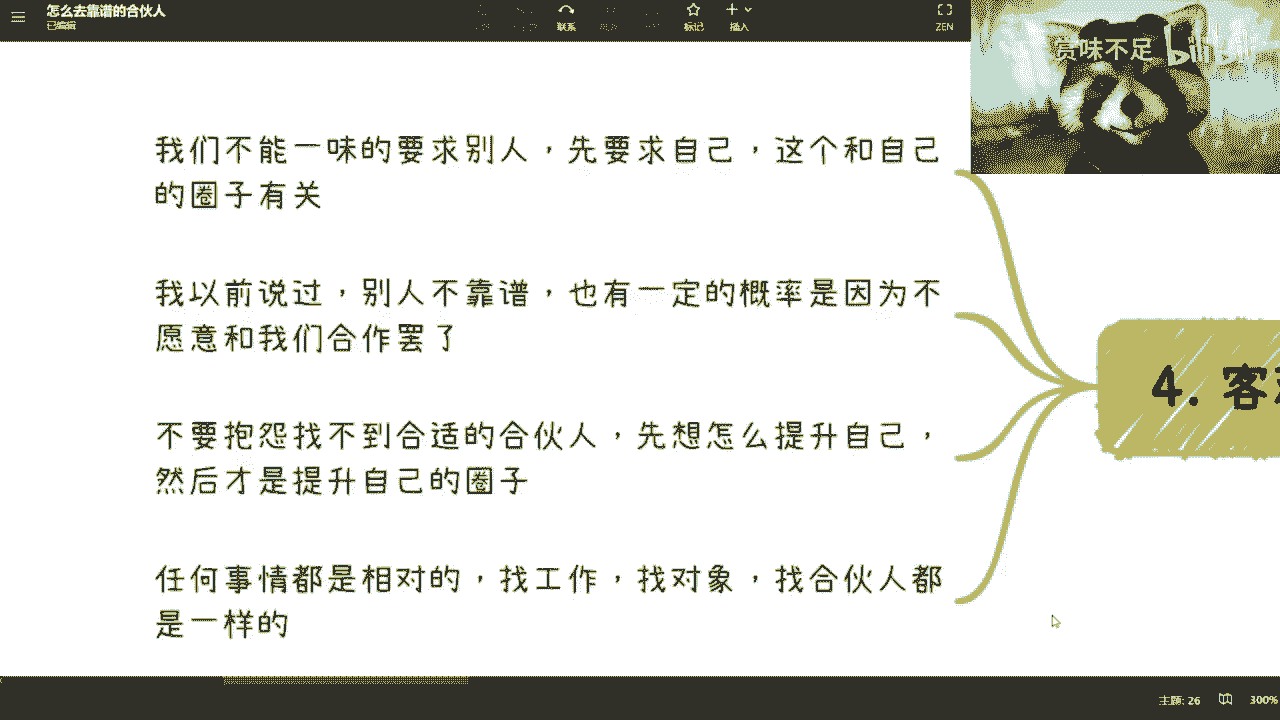 怎么去靠谱的合伙人
已编辑
联系
标记
插入
ZEN
赏味不足
bilibili
我们不能一味的要求别人，先要求自己，这个和自己
的圈子有关
我以前说过，别人不靠谱，也有一定的概率是因为不
愿意和我们合作罢了
不要抱怨找不到合适的合伙人，先想怎么提升自己，
然后才是提升自己的圈子
任何事情都是相对的，找工作，找对象，找合伙人都
是一样的
4. 客
主题: 26
300%